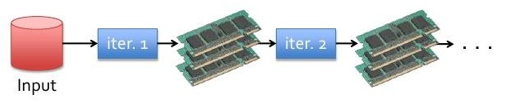 iter. 1
iter. 2
. . .
Input